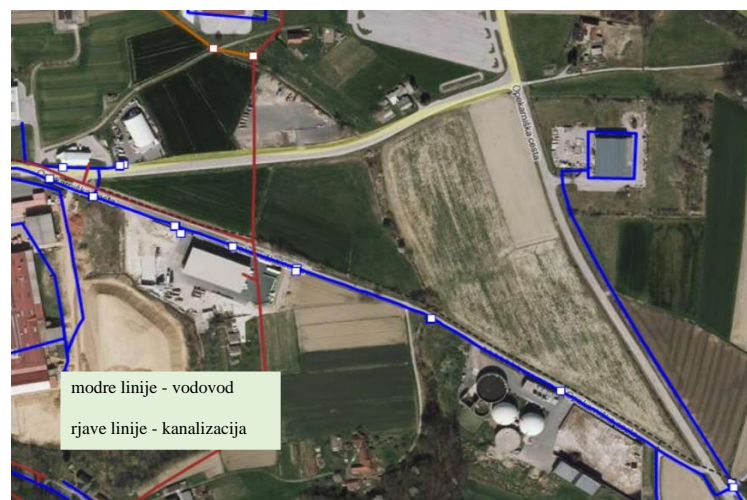 Opekarniška cesta
modre linije - vodovod
rjave linije - kanalizacija